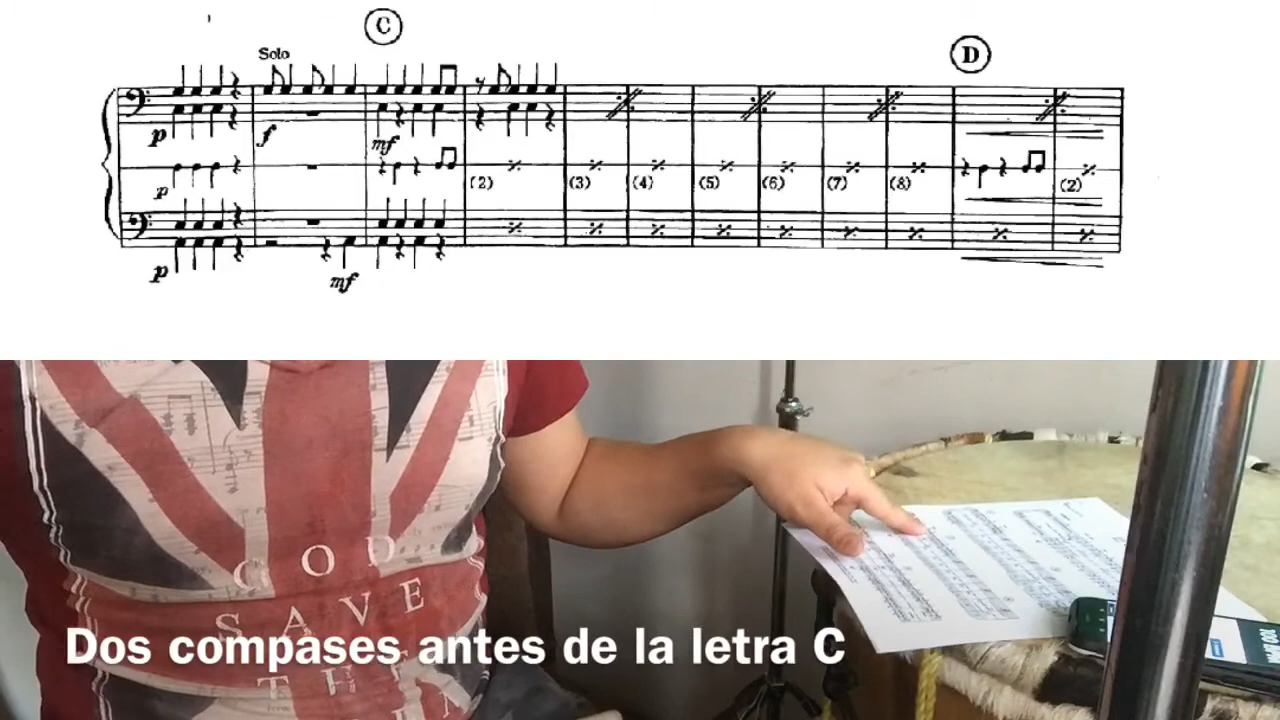 C
D
Solo
p
f
mf
p
(2)
(3)
(4)
(5)
(6)
(7)
(8)
(2)
p
mf
GOD
SAVE
THE
Dos compases antes de la letra C